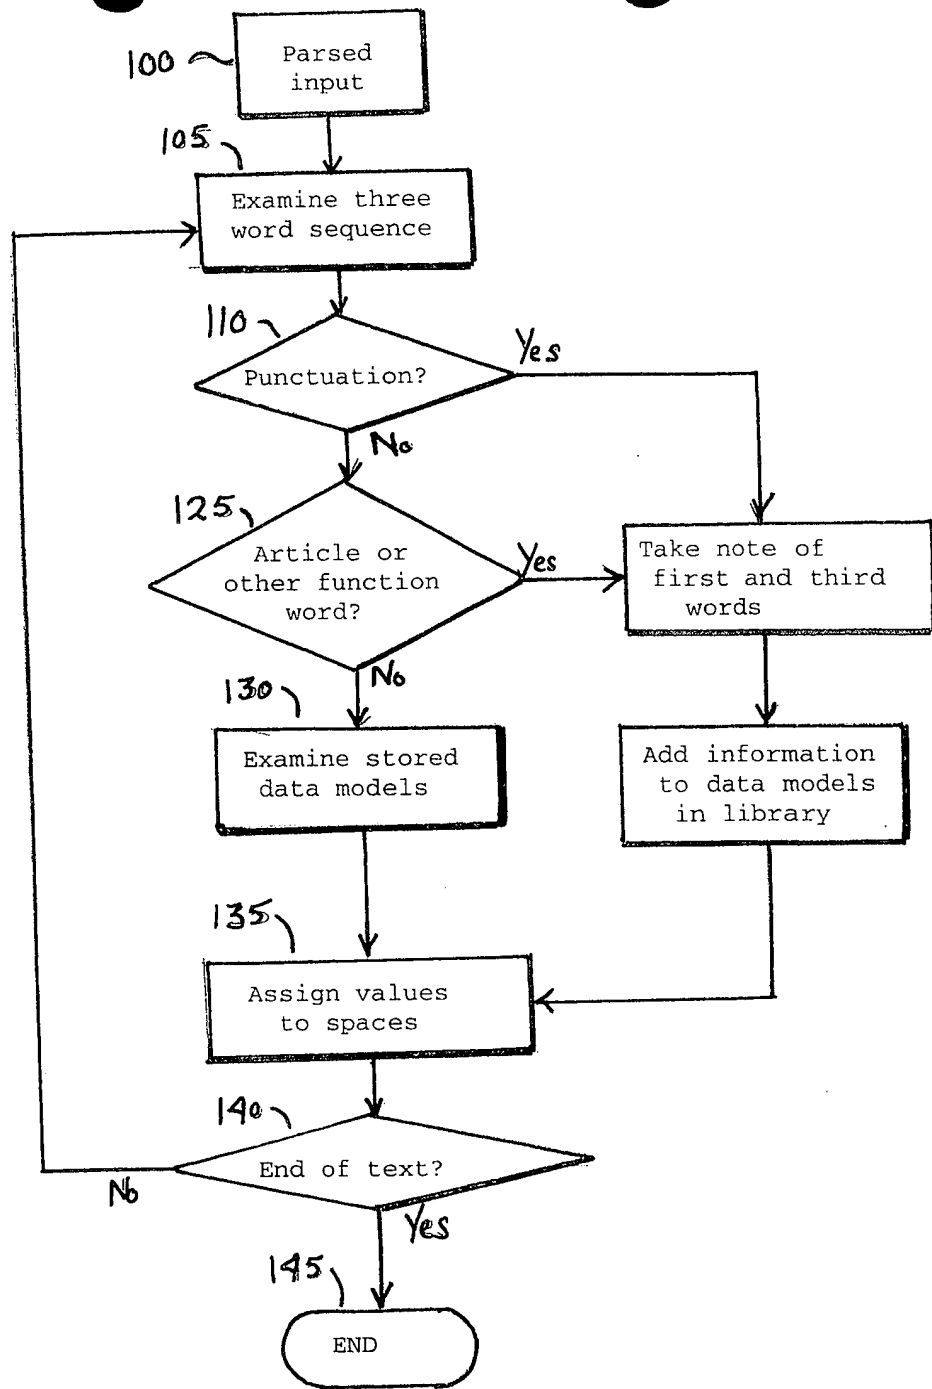 100
Parsed
input
105
Examine three
word sequence
110
Punctuation?
Yes
No
125
Article or
other function
word?
Yes
No
Take note of
first and third
words
130
Examine stored
data models
Add information
to data models
in library
135
Assign values
to spaces
140
End of text?
No
Yes
145
END